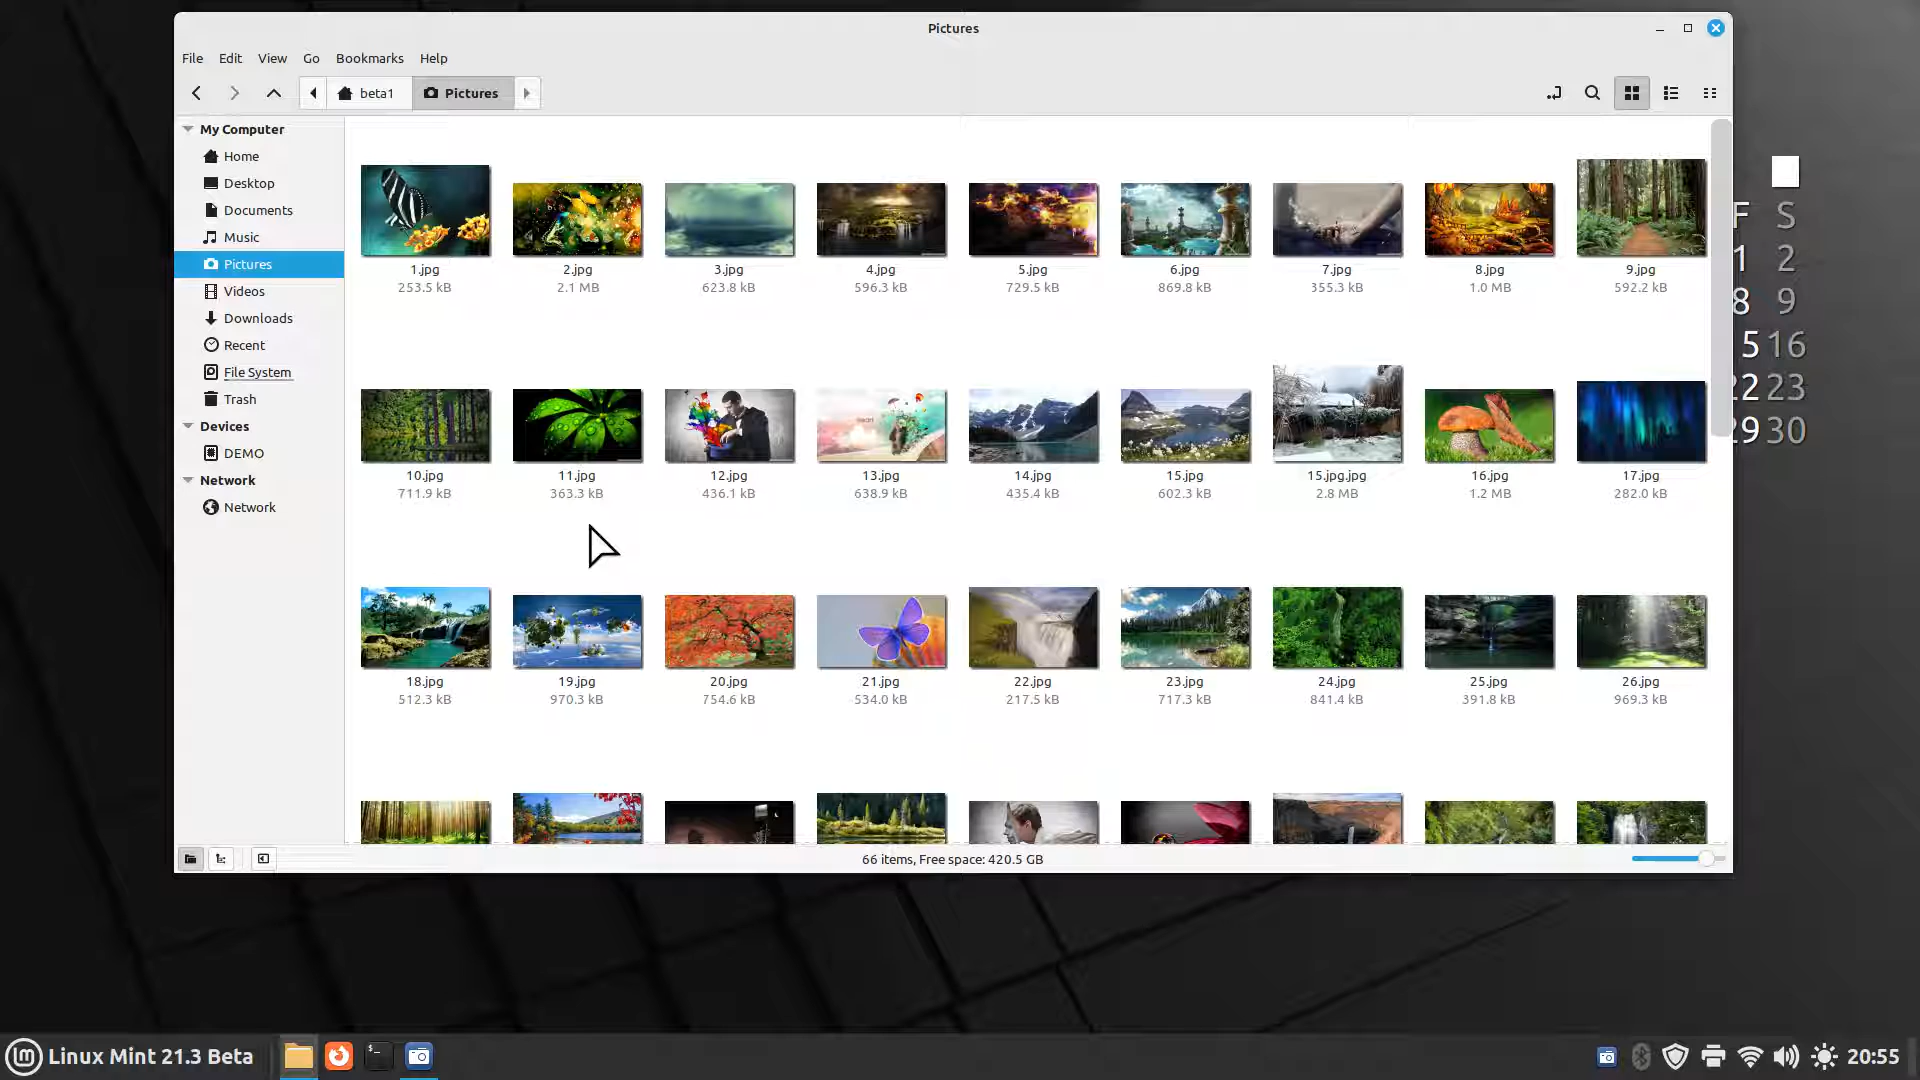 Pictures
File Edit View Go Bookmarks Help
beta1 Pictures
My Computer
Home
Desktop
Documents
Music
Pictures
Videos
Downloads
Recent
File System
Trash
Devices
DEMO
Network
Network
1.jpg 2.jpg 3.jpg 4.jpg 5.jpg 6.jpg 7.jpg 8.jpg 9.jpg
253.5 kB 2.1 MB 623.8 kB 596.3 kB 729.5 kB 869.8 kB 355.3 kB 1.0 MB 592.2 kB
10.jpg 11.jpg 12.jpg 13.jpg 14.jpg 15.jpg 15.jpg.jpg 16.jpg 17.jpg
711.9 kB 363.3 kB 436.1 kB 638.9 kB 435.4 kB 602.3 kB 2.8 MB 1.2 MB 282.0 kB
18.jpg 19.jpg 20.jpg 21.jpg 22.jpg 23.jpg 24.jpg 25.jpg 26.jpg
512.3 kB 970.3 kB 754.6 kB 534.0 kB 217.5 kB 717.3 kB 841.4 kB 391.8 kB 969.3 kB
66 items, Free space: 420.5 GB
F S
1 2
8 9
5 16
22 23
29 30
Linux Mint 21.3 Beta
20:55